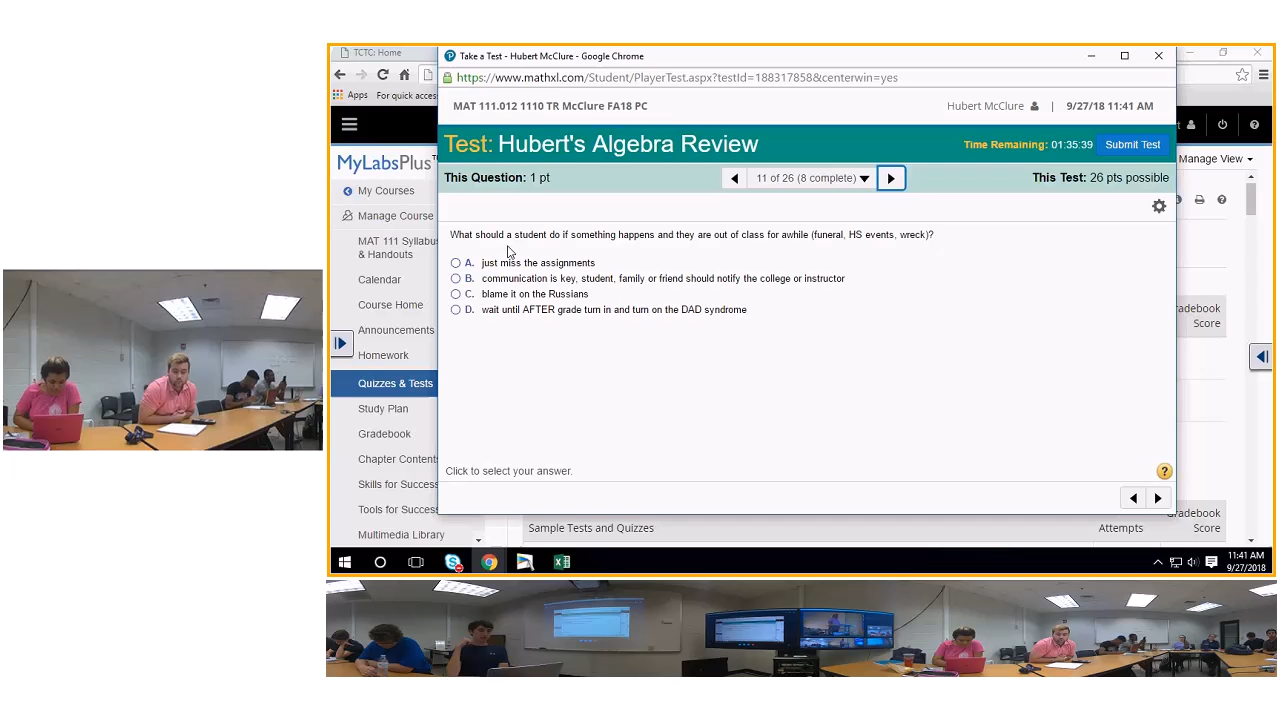 TCTC: Home
Take a Test - Hubert McClure - Google Chrome
https://www.mathxl.com/Student/PlayerTest.aspx?testId=188317858&centerwin=yes
Apps
For quick access
MAT 111.012 1110 TR McClure FA18 PC
Hubert McClure
9/27/18 11:41 AM
Test: Hubert's Algebra Review
Time Remaining: 01:35:39
Submit Test
MyLabsPlus
Manage View
This Question: 1 pt
11 of 26 (8 complete)
This Test: 26 pts possible
My Courses
Manage Course
MAT 111 Syllabus
& Handouts
Calendar
Course Home
Announcements
Homework
Quizzes & Tests
Study Plan
Gradebook
Chapter Contents
Skills for Success
Tools for Success
Multimedia Library
What should a student do if something happens and they are out of class for awhile (funeral, HS events, wreck)?
A. just miss the assignments
B. communication is key, student, family or friend should notify the college or instructor
C. blame it on the Russians
D. wait until AFTER grade turn in and turn on the DAD syndrome
radebook
Score
Click to select your answer.
Sample Tests and Quizzes
Attempts
Gradebook
Score
11:41 AM
9/27/2018